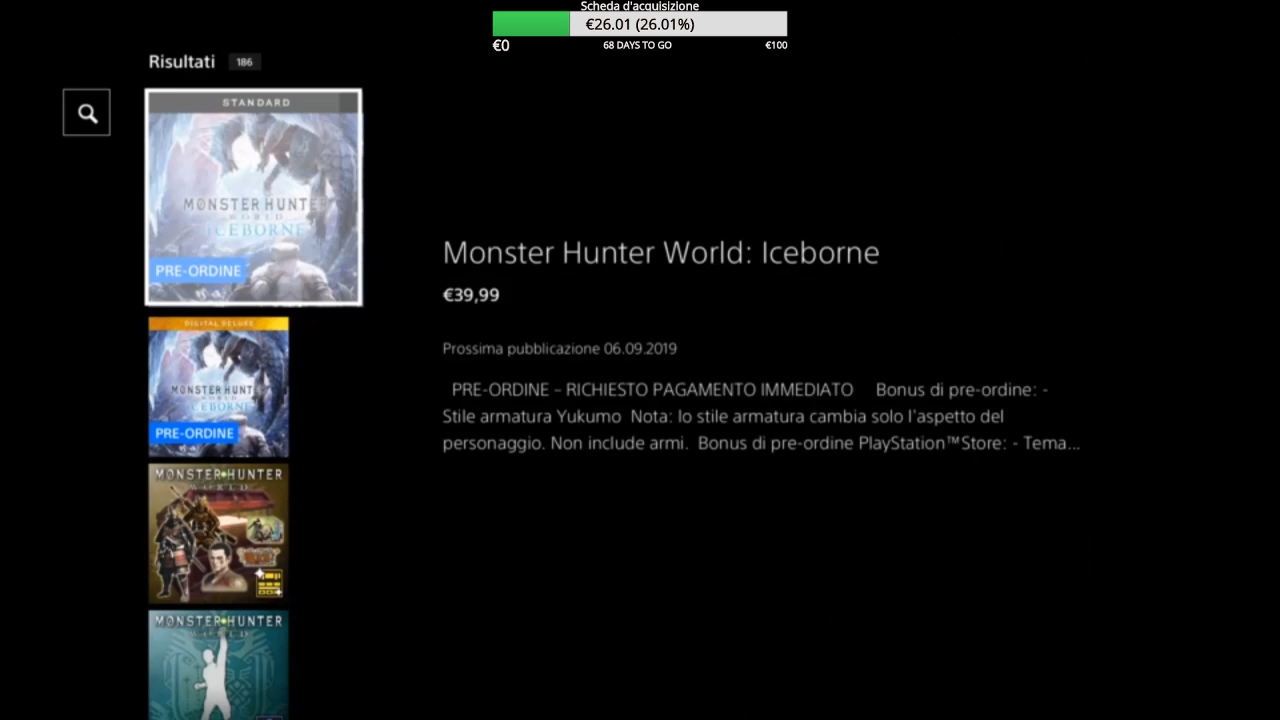 Scheda d'acquisizione
€26.01 (26.01%)
€0
68 DAYS TO GO
€100
Risultati 186
STANDARD
MONSTER HUNTER
WORLD
ICEBORNE
PRE-ORDINE
Monster Hunter World: Iceborne
€39,99
Prossima pubblicazione 06.09.2019
PRE-ORDINE – RICHIESTO PAGAMENTO IMMEDIATO Bonus di pre-ordine: -
Stile armatura Yukumo Nota: lo stile armatura cambia solo l'aspetto del
personaggio. Non include armi. Bonus di pre-ordine PlayStation™Store: - Tema...
DIGITAL DELUXE
MONSTER HUNTER
WORLD
ICEBORNE
PRE-ORDINE
MONSTER HUNTER
WORLD
MONSTER HUNTER
WORLD